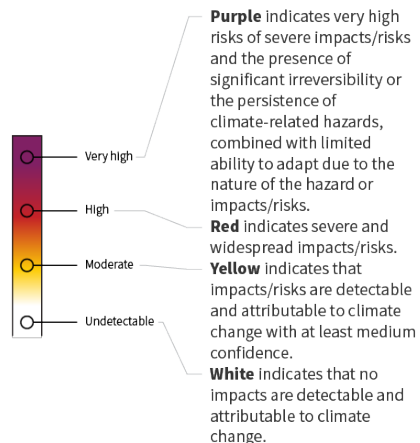 Purple indicates very high
risks of severe impacts/risks
and the presence of
significant irreversibility or
the persistence of
climate-related hazards,
combined with limited
ability to adapt due to the
nature of the hazard or
impacts/risks.
Red indicates severe and
widespread impacts/risks.
Yellow indicates that
impacts/risks are detectable
and attributable to climate
change with at least medium
confidence.
White indicates that no
impacts are detectable and
attributable to climate
change.
Very high
High
Moderate
Undetectable